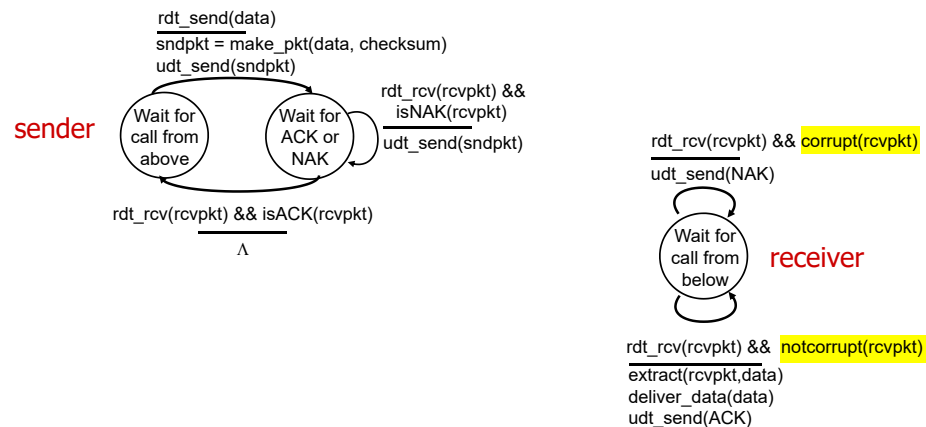 rdt_send(data)
sndpkt = make_pkt(data, checksum)
udt_send(sndpkt)
sender
Wait for
call from
above
Wait for
ACK or
NAK
rdt_rcv(rcvpkt) &&
isNAK(rcvpkt)
udt_send(sndpkt)
rdt_rcv(rcvpkt) && isACK(rcvpkt)
Λ
rdt_rcv(rcvpkt) && corrupt(rcvpkt)
udt_send(NAK)
Wait for
call from
below
receiver
rdt_rcv(rcvpkt) && notcorrupt(rcvpkt)
extract(rcvpkt,data)
deliver_data(data)
udt_send(ACK)